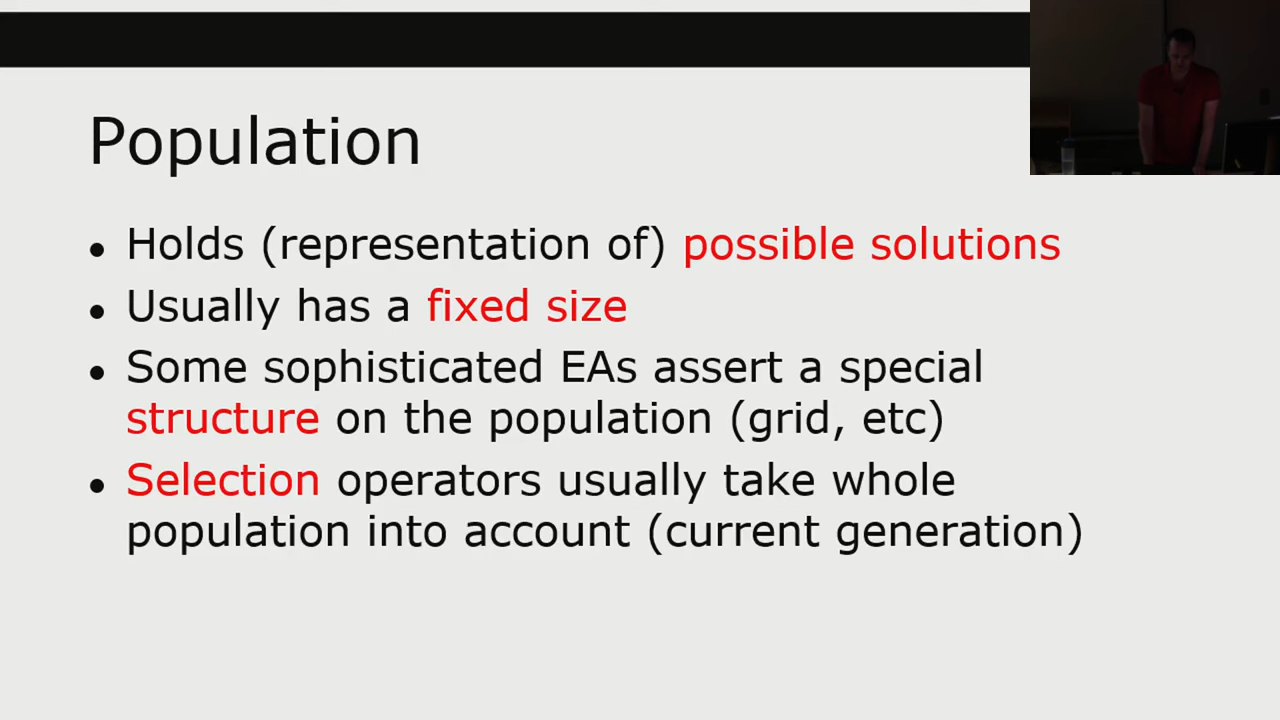 Population
• Holds (representation of) possible solutions
• Usually has a fixed size
• Some sophisticated EAs assert a special
structure on the population (grid, etc)
• Selection operators usually take whole
population into account (current generation)